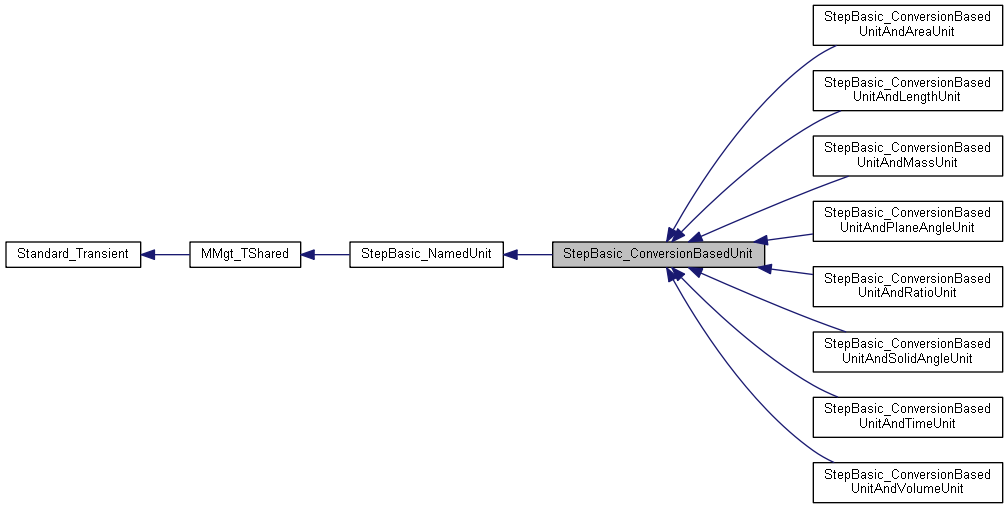 StepBasic_ConversionBased
UnitAndAreaUnit
StepBasic_ConversionBased
UnitAndLengthUnit
StepBasic_ConversionBased
UnitAndMassUnit
StepBasic_ConversionBased
UnitAndPlaneAngleUnit
Standard_Transient
MMgt_TShared
StepBasic_NamedUnit
StepBasic_ConversionBasedUnit
StepBasic_ConversionBased
UnitAndRatioUnit
StepBasic_ConversionBased
UnitAndSolidAngleUnit
StepBasic_ConversionBased
UnitAndTimeUnit
StepBasic_ConversionBased
UnitAndVolumeUnit